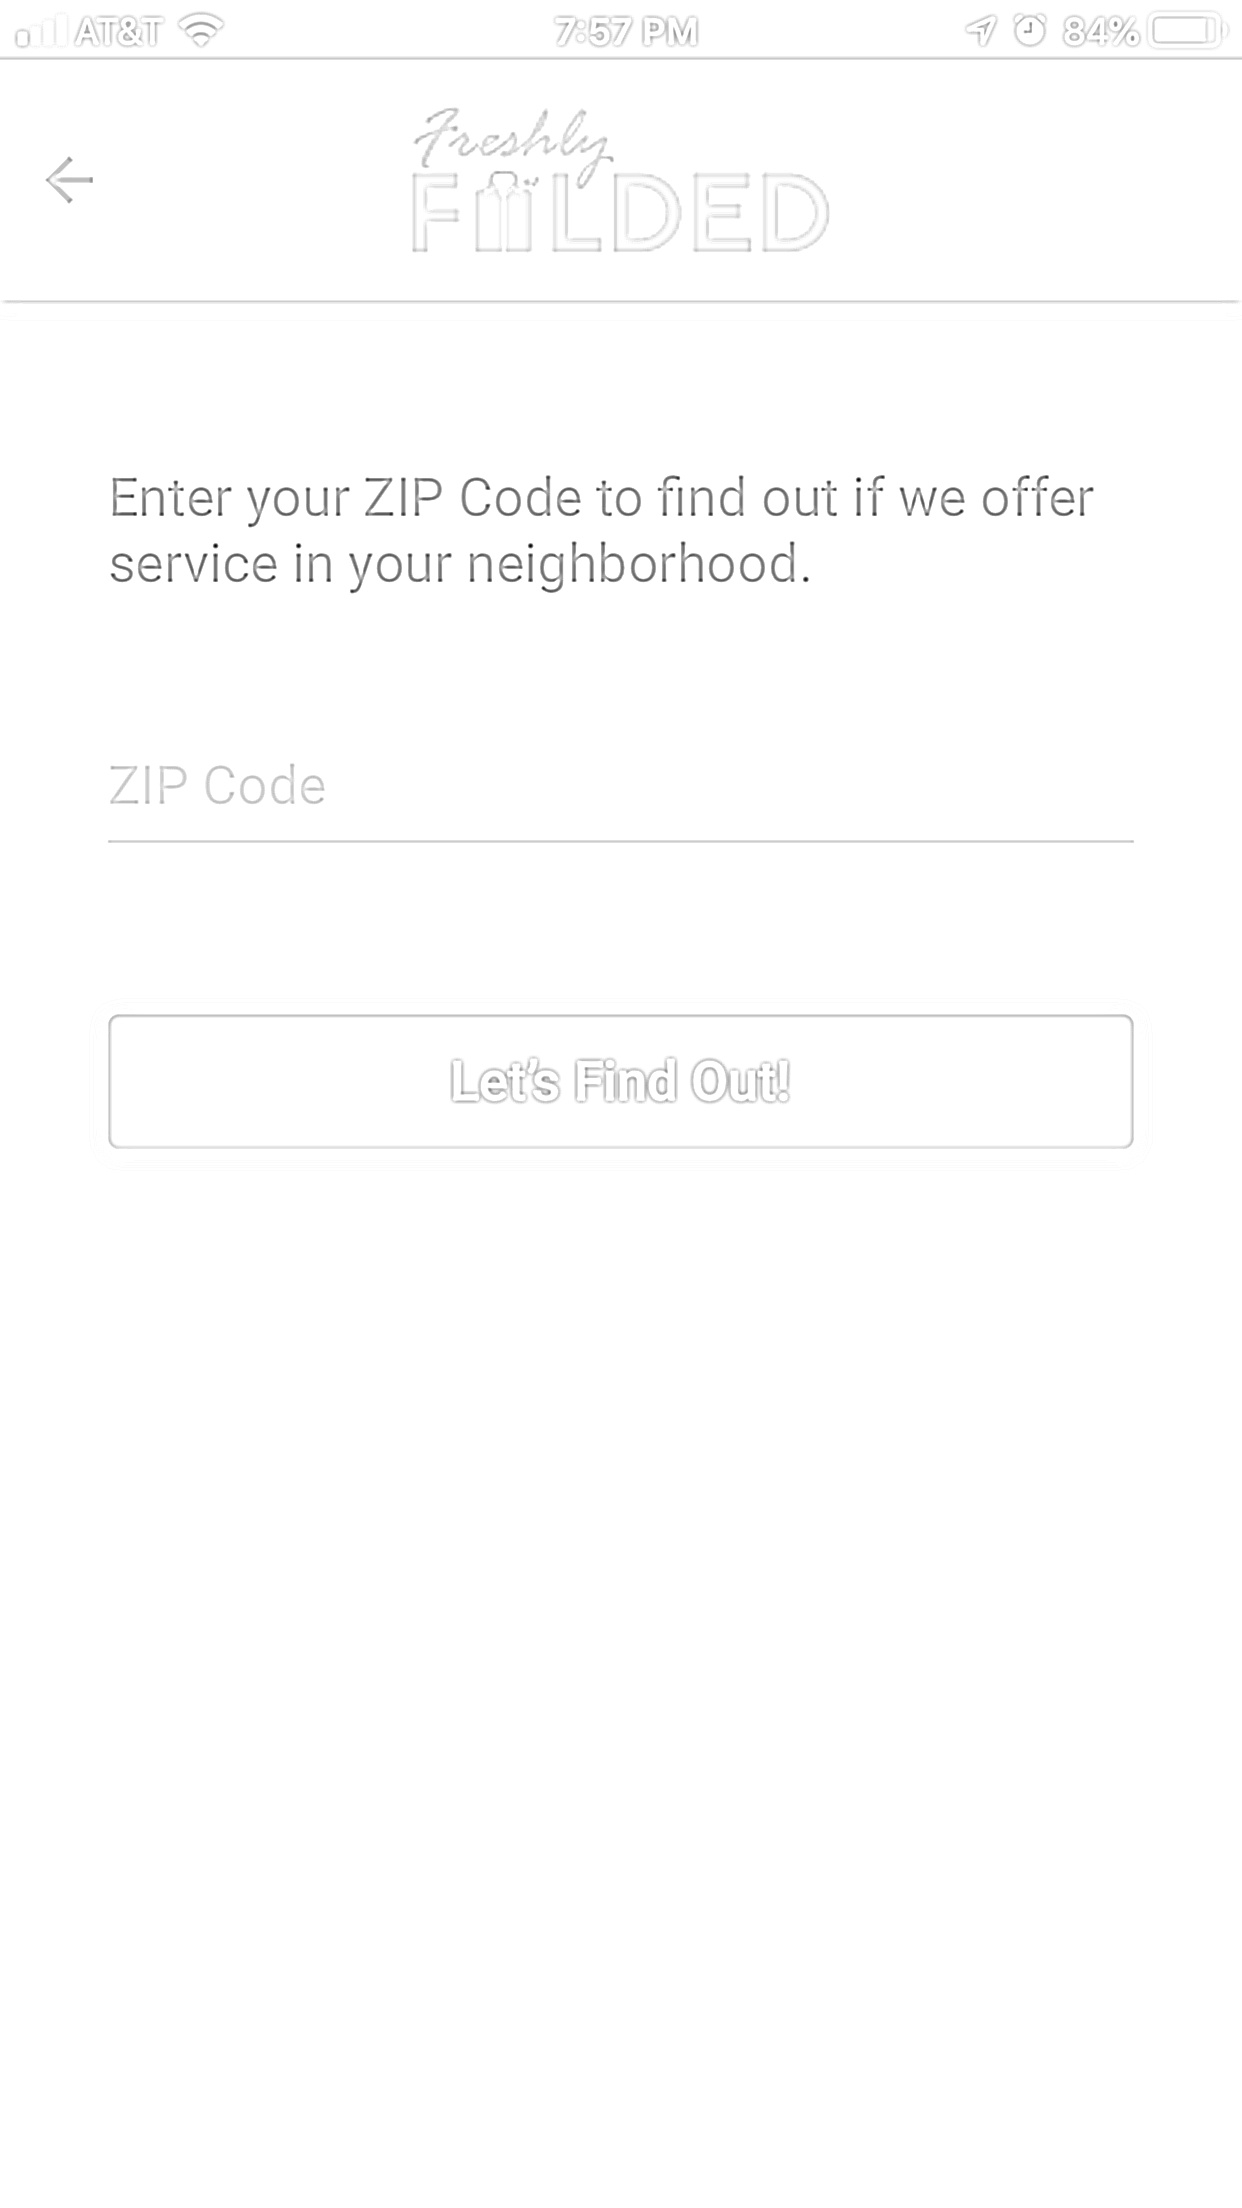 AT&T 7:57 PM 84%
Freshly
FOLDED
Enter your ZIP Code to find out if we offer
service in your neighborhood.
ZIP Code
Let's Find Out!